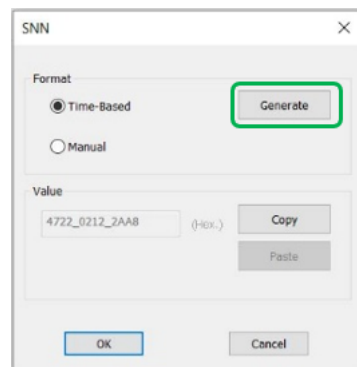 SNN
Format
Time-Based
Generate
Manual
Value
4722_0212_2AA8 (Hex..) Copy
Paste
OK Cancel